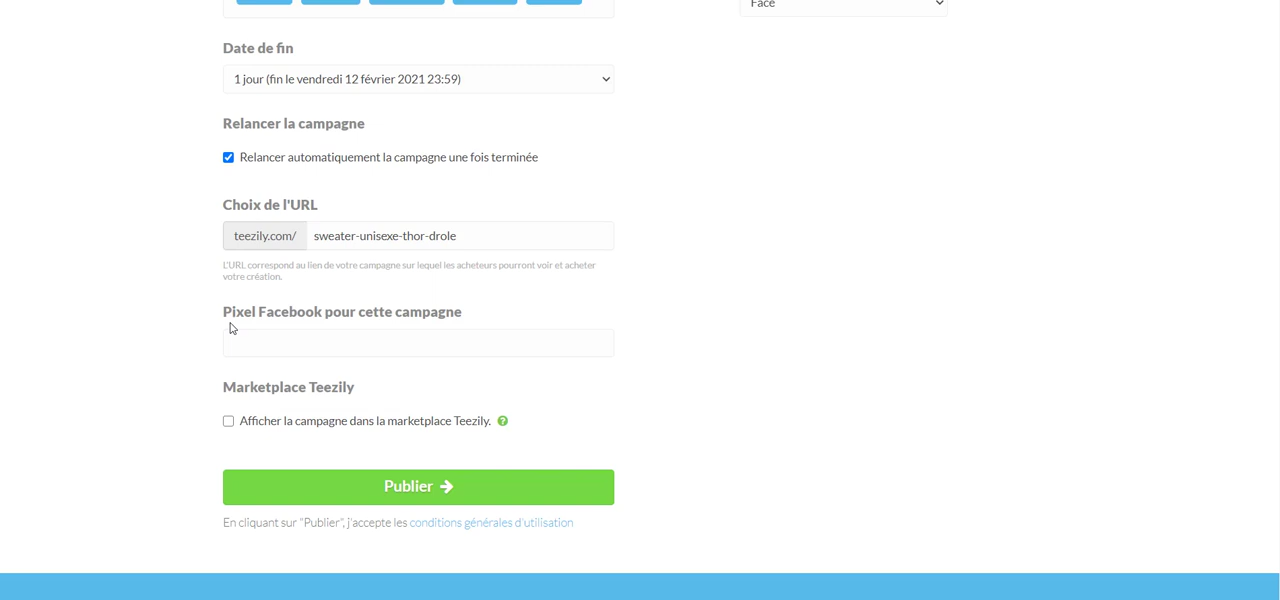 Face
Date de fin
1 jour (fin le vendredi 12 février 2021 23:59)
Relancer la campagne
Relancer automatiquement la campagne une fois terminée
Choix de l'URL
teezily.com/ sweater-unisexe-thor-drole
L'URL correspond au lien de votre campagne sur lequel les acheteurs pourront voir et acheter
votre création.
Pixel Facebook pour cette campagne
Marketplace Teezily
Afficher la campagne dans la marketplace Teezily. ?
Publier →
En cliquant sur "Publier", j'accepte les conditions générales d'utilisation